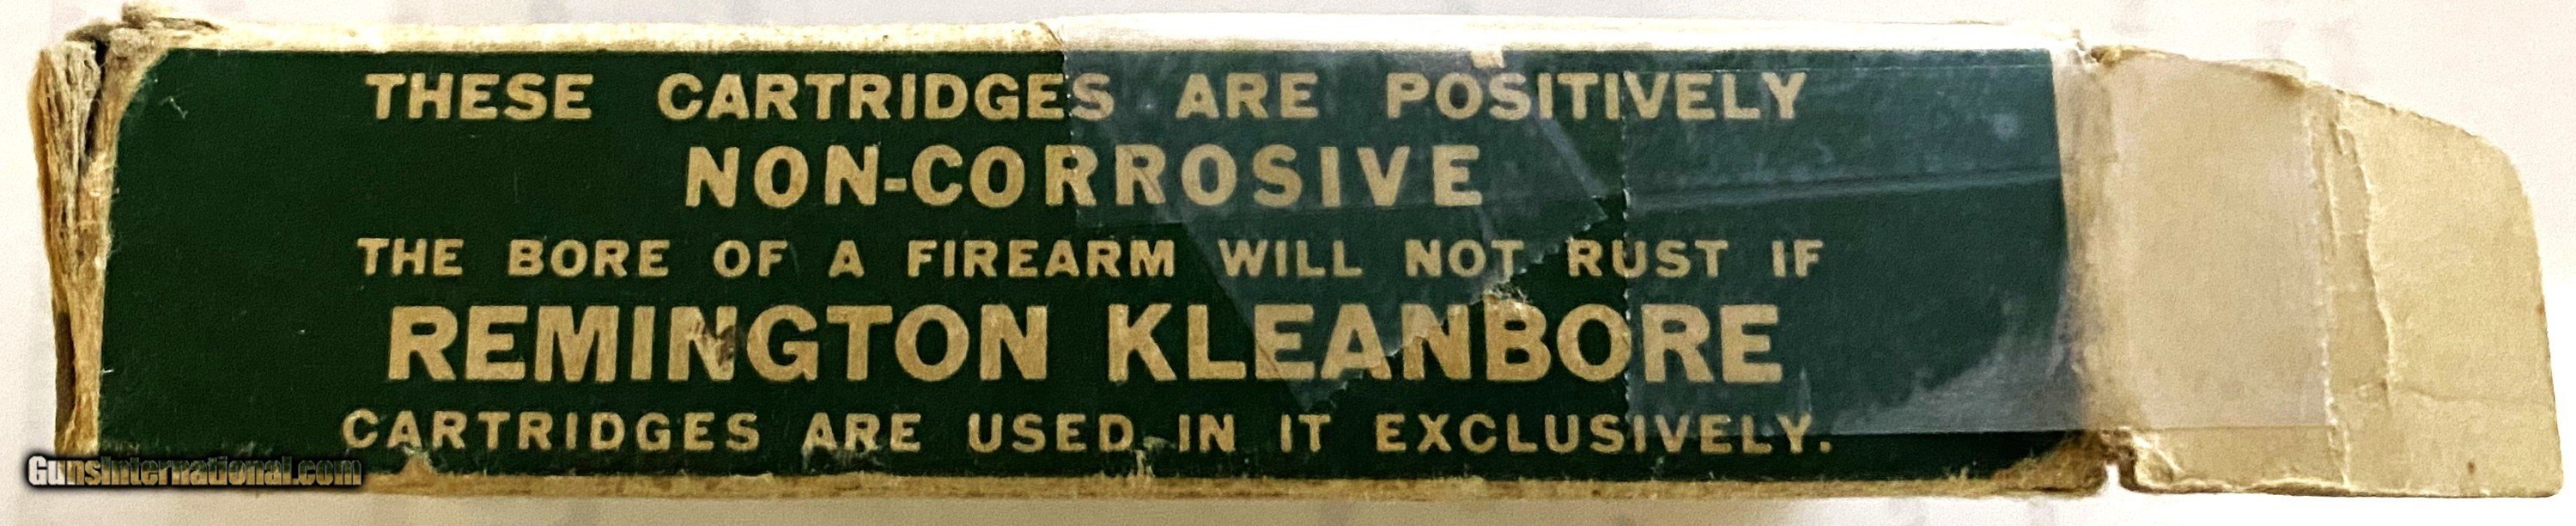 THESE CARTRIDGES ARE POSITIVELY
NON-CORROSIVE
THE BORE OF A FIREARM WILL NOT RUST IF
REMINGTON KLEANBORE
CARTRIDGES ARE USED IN IT EXCLUSIVELY.
GunsInternational.com